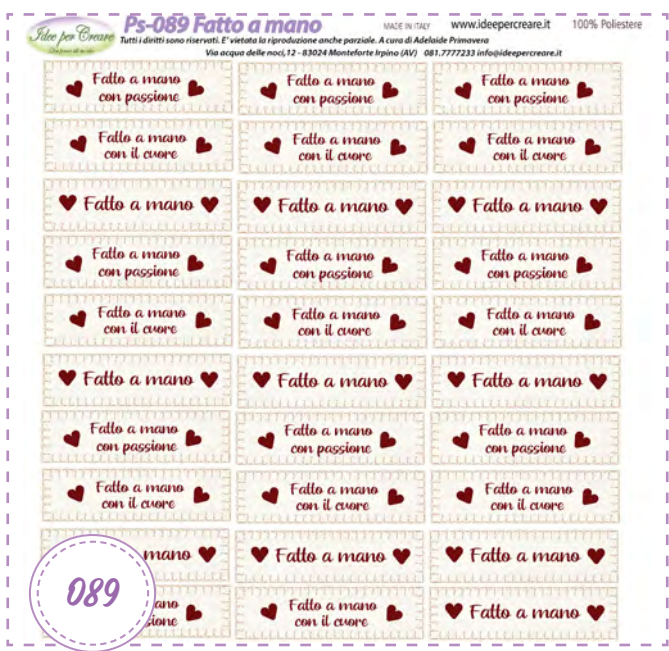 Idee per Creare
Ps-089 Fatto a mano
MADE IN ITALY www.ideepercreare.it 100% Poliestere
Tutti i diritti sono riservati. E' vietata la riproduzione anche parziale. A cura di Adelaide Primavera
Via acqua delle noci,12 - 83024 Monteforte Irpino (AV) 081.7777233 info@ideepercreare.it
Fatto a mano Fatto a mano Fatto a mano
con passione con passione con passione
Fatto a mano Fatto a mano Fatto a mano
con il cuore con il cuore con il cuore
Fatto a mano Fatto a mano Fatto a mano
Fatto a mano Fatto a mano Fatto a mano
con passione con passione con passione
Fatto a mano Fatto a mano Fatto a mano
con il cuore con il cuore con il cuore
Fatto a mano Fatto a mano Fatto a mano
Fatto a mano Fatto a mano Fatto a mano
con passione con passione con passione
Fatto a mano Fatto a mano Fatto a mano
con il cuore con il cuore con il cuore
mano Fatto a mano Fatto a mano
089
ano Fatto a mano Fatto a mano
sione con il cuore